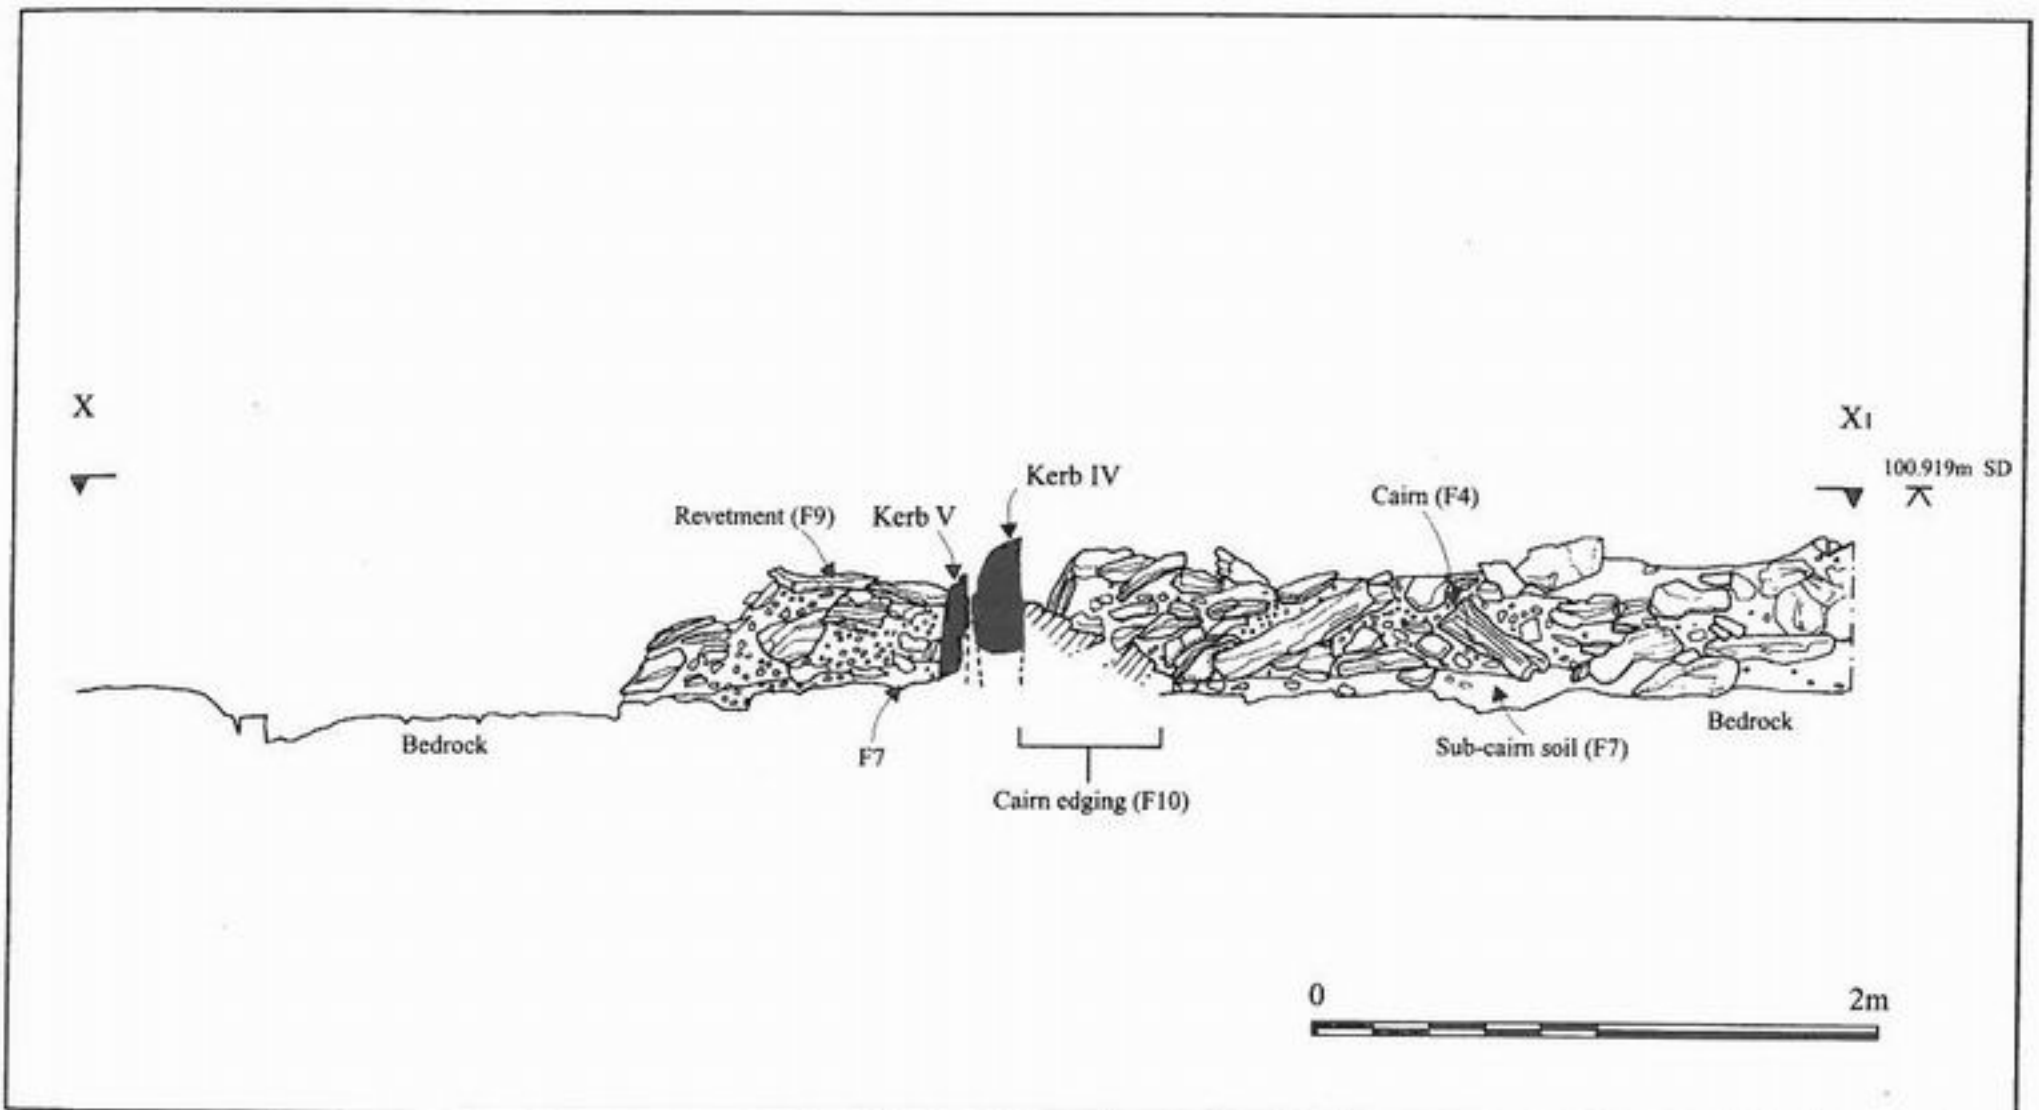 X
X1
100.919m SD
Kerb IV
Cairn (F4)
Revetment (F9)
Kerb V
Bedrock
F7
Sub-cairn soil (F7)
Bedrock
Cairn edging (F10)
0
2m